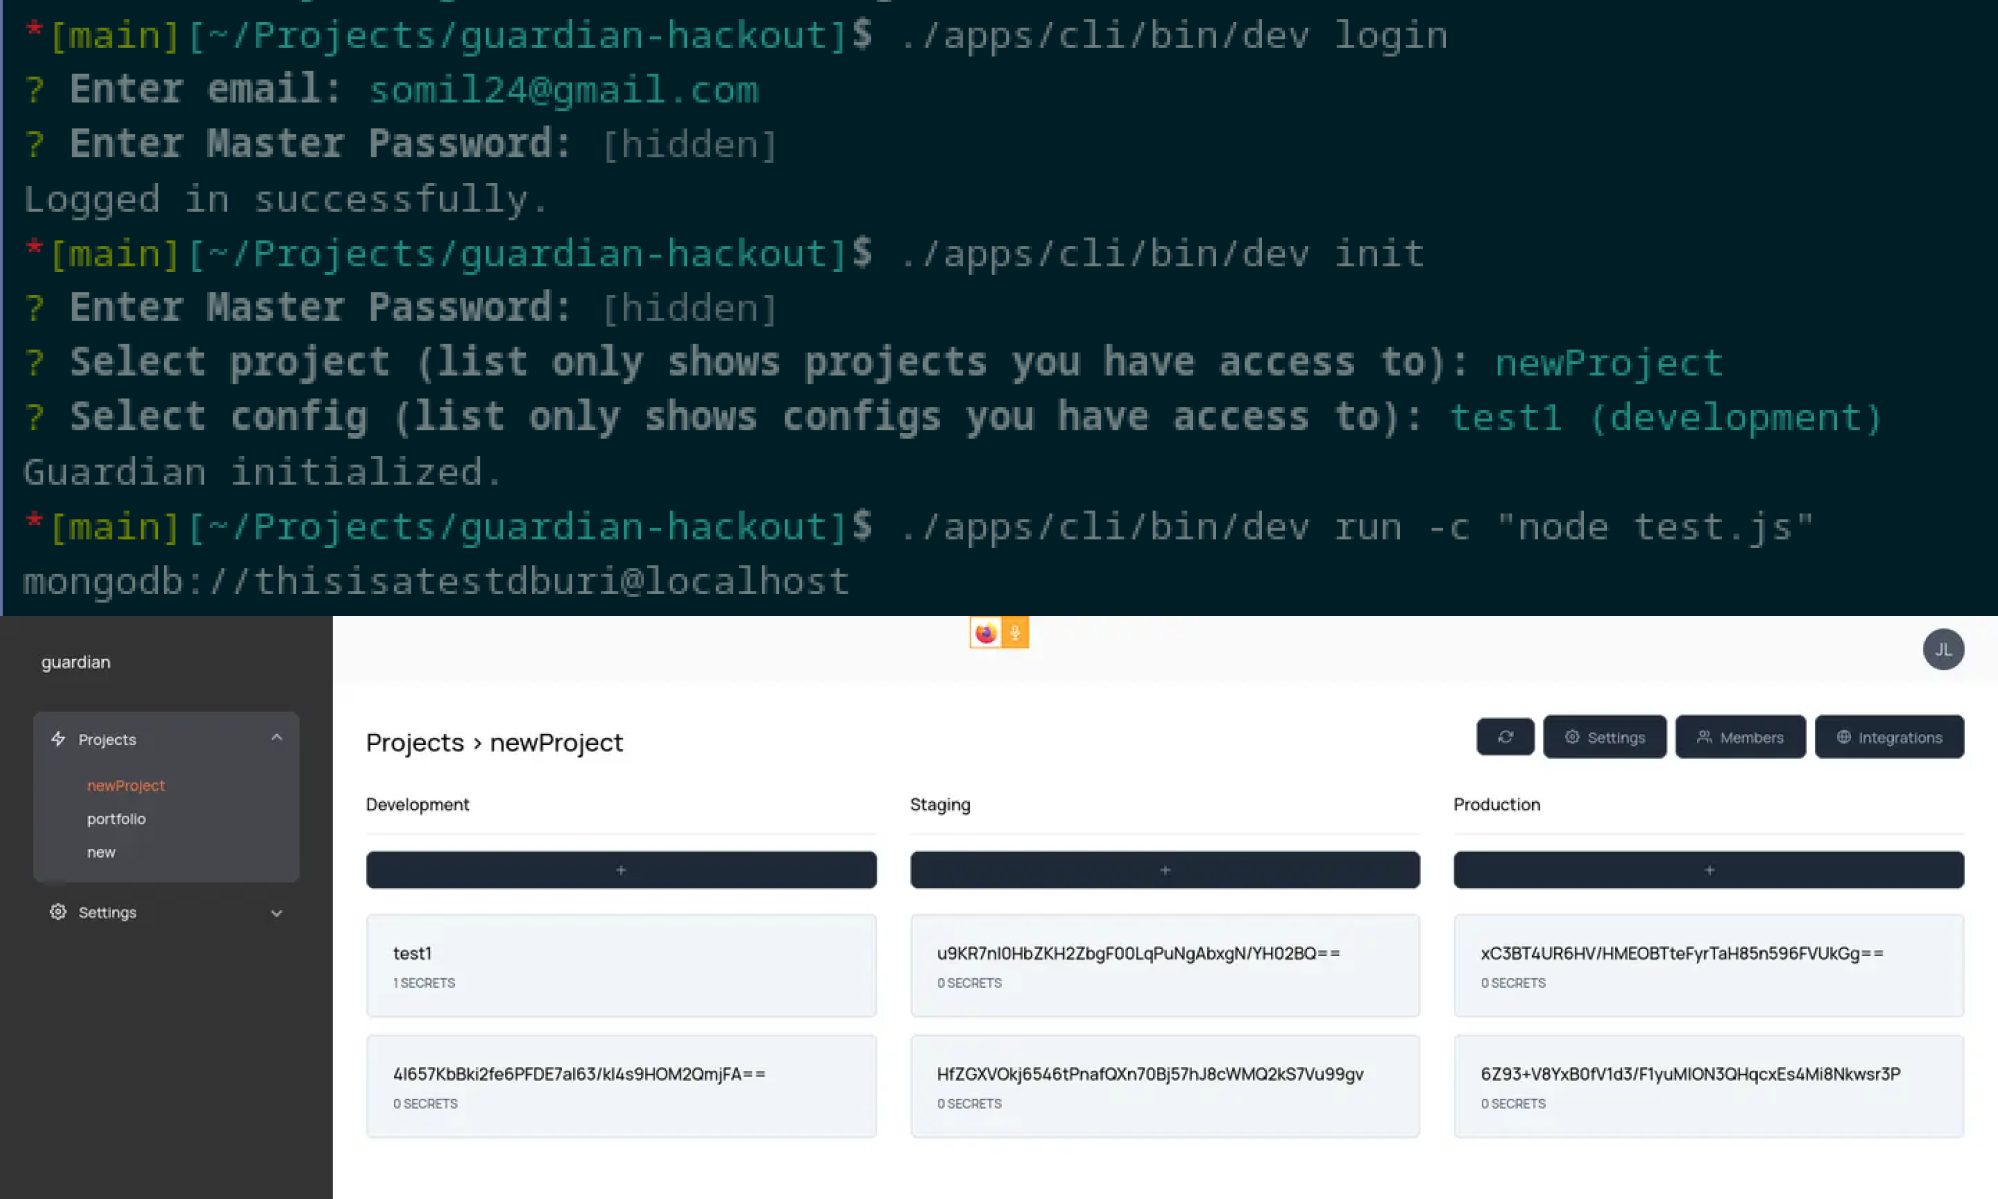 *[main][~/Projects/guardian-hackout]$ ./apps/cli/bin/dev login
? Enter email: somil24@gmail.com
? Enter Master Password: [hidden]
Logged in successfully.
*[main][~/Projects/guardian-hackout]$ ./apps/cli/bin/dev init
? Enter Master Password: [hidden]
? Select project (list only shows projects you have access to): newProject
? Select config (list only shows configs you have access to): test1 (development)
Guardian initialized.
*[main][~/Projects/guardian-hackout]$ ./apps/cli/bin/dev run -c "node test.js"
mongodb://thisisatestdburi@localhost
guardian
JL
Projects
newProject
portfolio
new
Settings
Projects › newProject
Settings
Members
Integrations
Development
+
test1
1 SECRETS
4I657KbBki2fe6PFDE7al63/kI4s9HOM2QmjFA==
0 SECRETS
Staging
+
u9KR7nI0HbZKH2ZbgF00LqPuNgAbxgN/YH02BQ==
0 SECRETS
HfZGXVOkj6546tPnafQXn70Bj57hJ8cWMQ2kS7Vu99gv
0 SECRETS
Production
+
xC3BT4UR6HV/HMEOBTteFyrTaH85n596FVUkGg==
0 SECRETS
6Z93+V8YxB0fV1d3/F1yuMION3QHqcxEs4Mi8Nkwsr3P
0 SECRETS